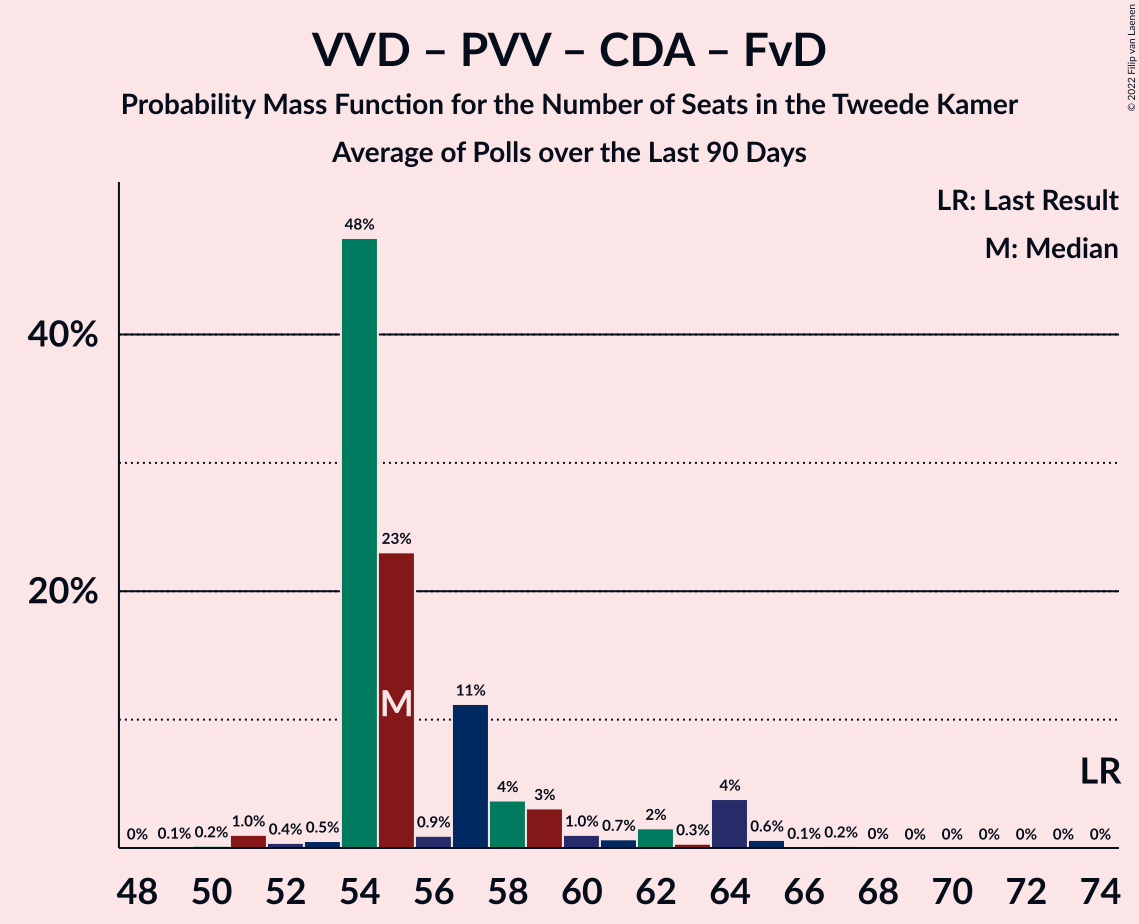 VVD – PVV – CDA – FvD
Probability Mass Function for the Number of Seats in the Tweede Kamer
Average of Polls over the Last 90 Days
© 2022 Filip van Laenen
LR: Last Result
M: Median
40%
20%
0% 0.1% 0.2% 1.0% 0.4% 0.5% 48% 23% 0.9% 11% 4% 3% 1.0% 0.7% 2% 0.3% 4% 0.6% 0.1% 0.2% 0% 0% 0% 0% 0% 0% 0%
M
LR
48 50 52 54 56 58 60 62 64 66 68 70 72 74